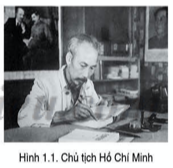 Hình 1.1. Chủ tịch Hồ Chí Minh